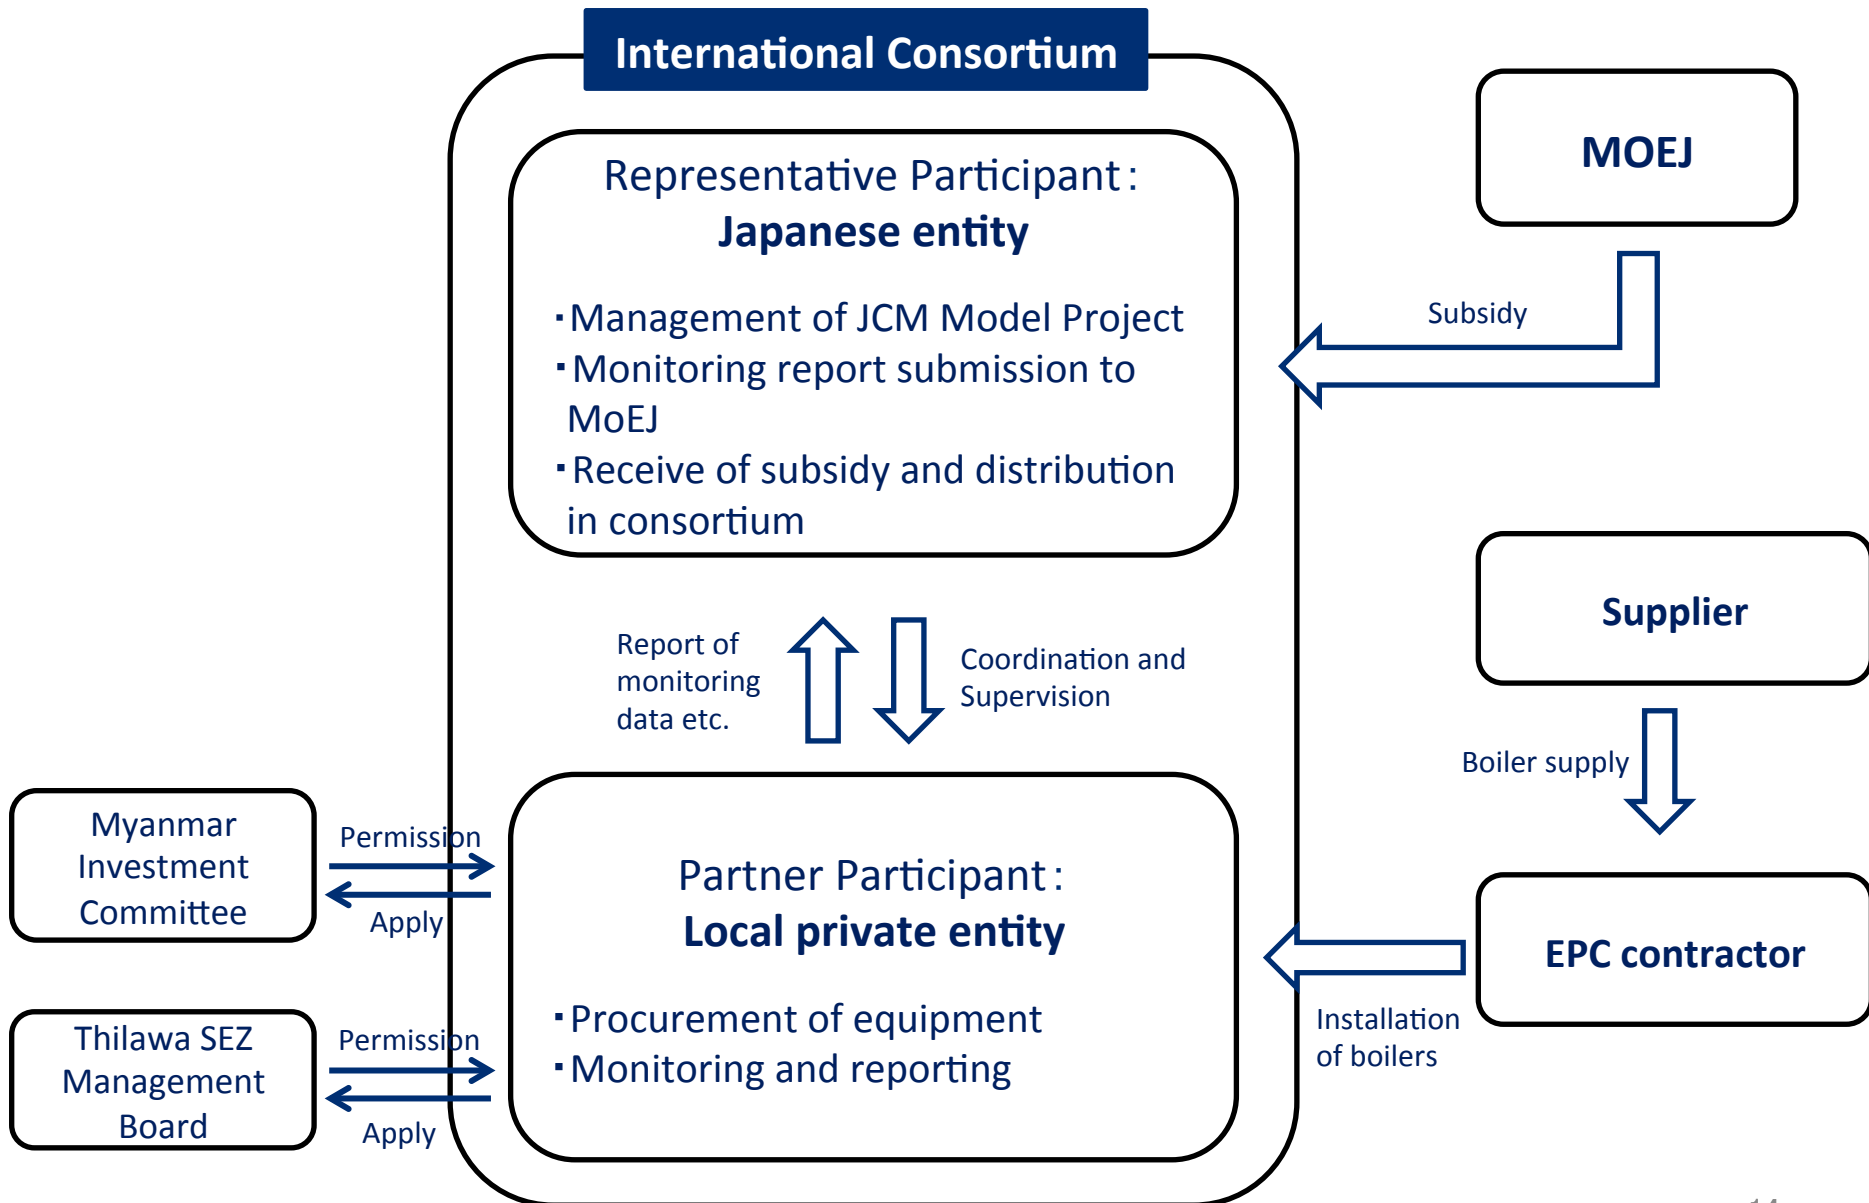 International Consortium
Representative Participant:
Japanese entity
・Management of JCM Model Project
・Monitoring report submission to
MoEJ
・Receive of subsidy and distribution
in consortium
MOEJ
Subsidy
Supplier
Report of
monitoring
data etc.
Coordination and
Supervision
Boiler supply
Myanmar
Investment
Committee
Permission
Apply
Partner Participant:
Local private entity
・Procurement of equipment
・Monitoring and reporting
EPC contractor
Installation
of boilers
Thilawa SEZ
Management
Board
Permission
Apply